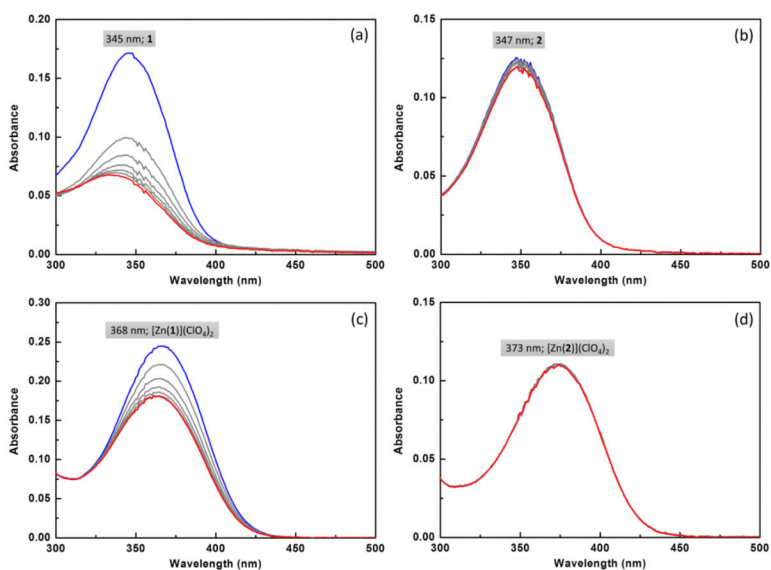 345 nm; 1
(a)
Absorbance
0.20
0.15
0.10
0.05
0.00
300 350 400 450 500
Wavelength (nm)
347 nm; 2
(b)
Absorbance
0.15
0.10
0.05
0.00
300 350 400 450 500
Wavelength (nm)
368 nm; [Zn(1)](ClO₄)₂
(c)
Absorbance
0.30
0.25
0.20
0.15
0.10
0.05
0.00
300 350 400 450 500
Wavelength (nm)
373 nm; [Zn(2)](ClO₄)₂
(d)
Absorbance
0.15
0.10
0.05
0.00
300 350 400 450 500
Wavelength (nm)